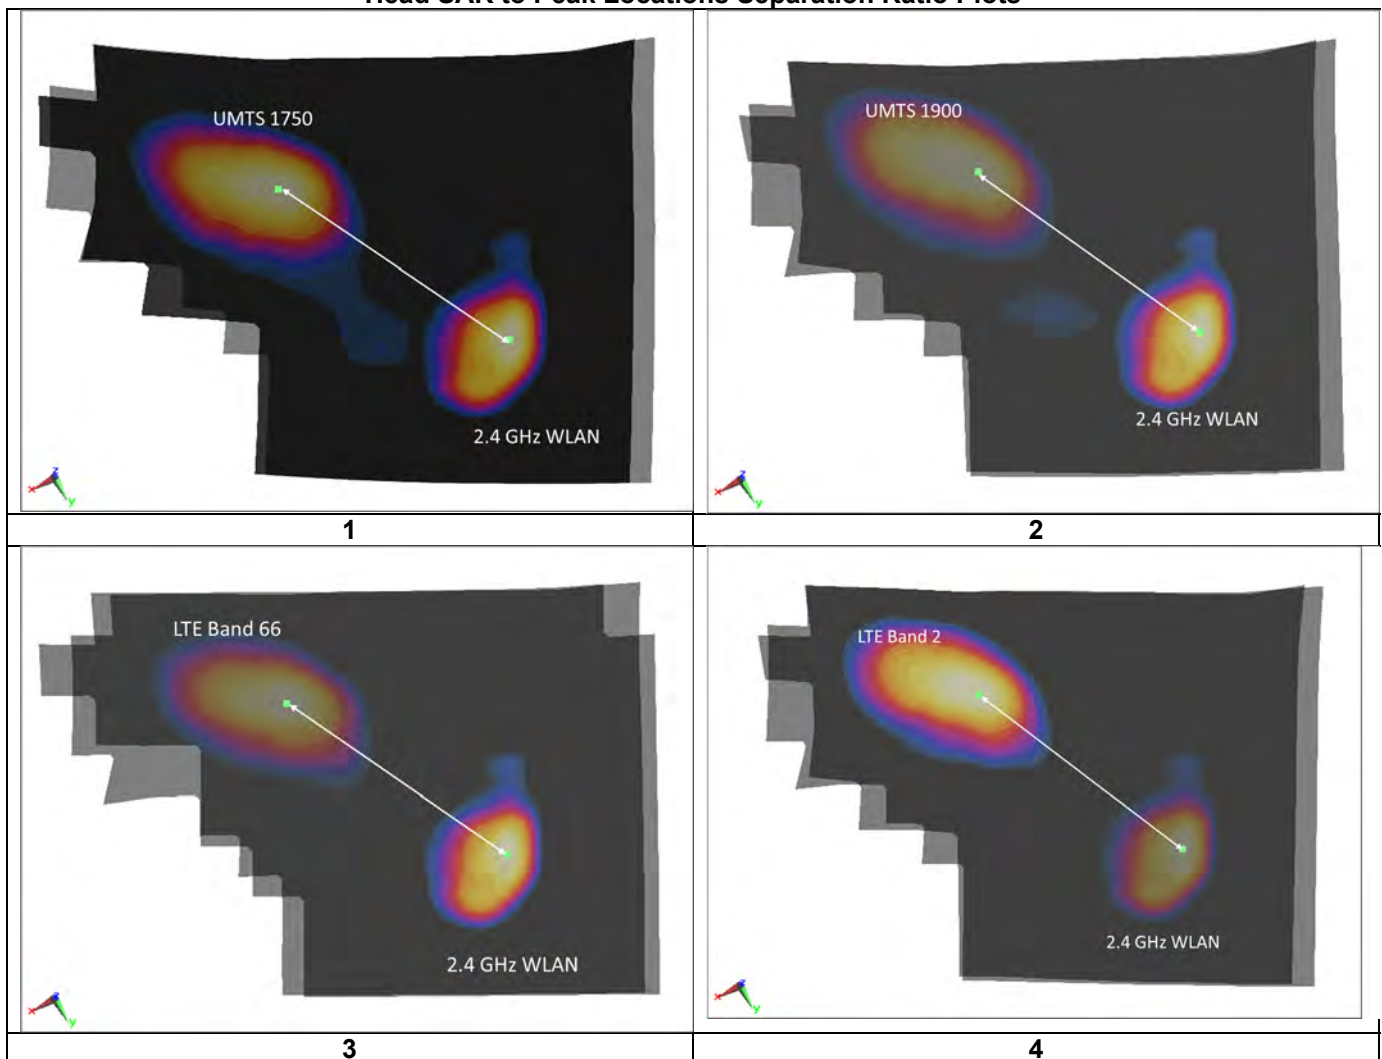 Head SAR to Peak Locations Separation Ratio Plots
UMTS 1750
2.4 GHz WLAN
z
x
y
UMTS 1900
2.4 GHz WLAN
z
x
y
1
2
LTE Band 66
2.4 GHz WLAN
z
x
y
LTE Band 2
2.4 GHz WLAN
z
x
y
3
4